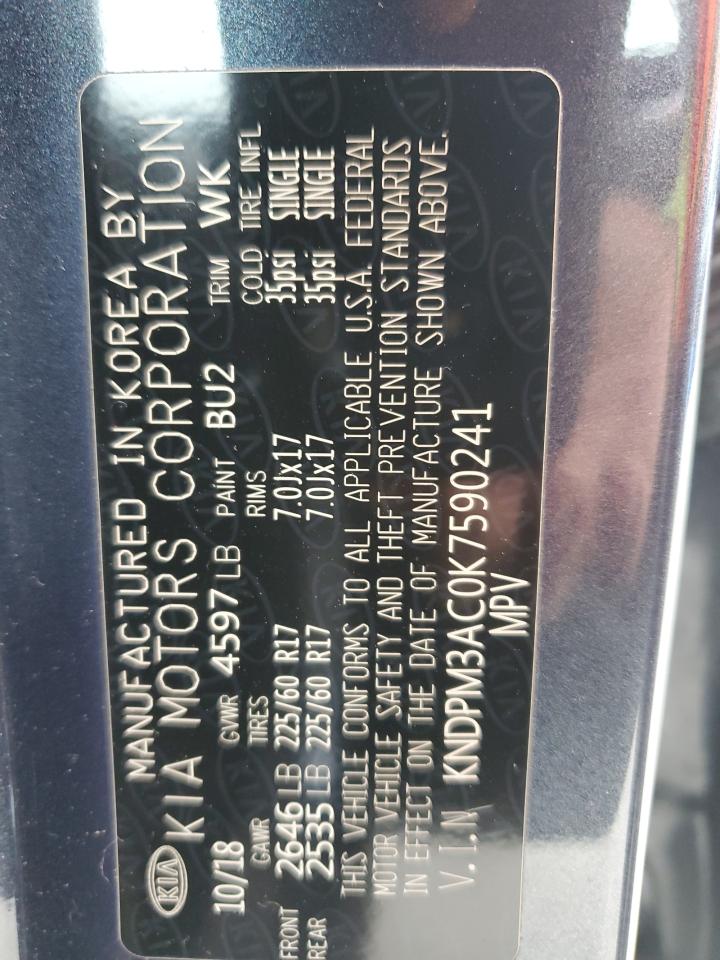 KIA MANUFACTURED IN KOREA BY
KIA MOTORS CORPORATION
10/18 GVWR 4597 LB PAINT BU2 TRIM WK
GAWR TIRES RIMS COLD TIRE INFL
FRONT 2646 LB 225/60 R17 7.0Jx17 35psi SINGLE
REAR 2535 LB 225/60 R17 7.0Jx17 35psi SINGLE
THIS VEHICLE CONFORMS TO ALL APPLICABLE U.S.A. FEDERAL
MOTOR VEHICLE SAFETY AND THEFT PREVENTION STANDARDS
IN EFFECT ON THE DATE OF MANUFACTURE SHOWN ABOVE.
V.I.N KNDPM3AC0K7590241
MPV